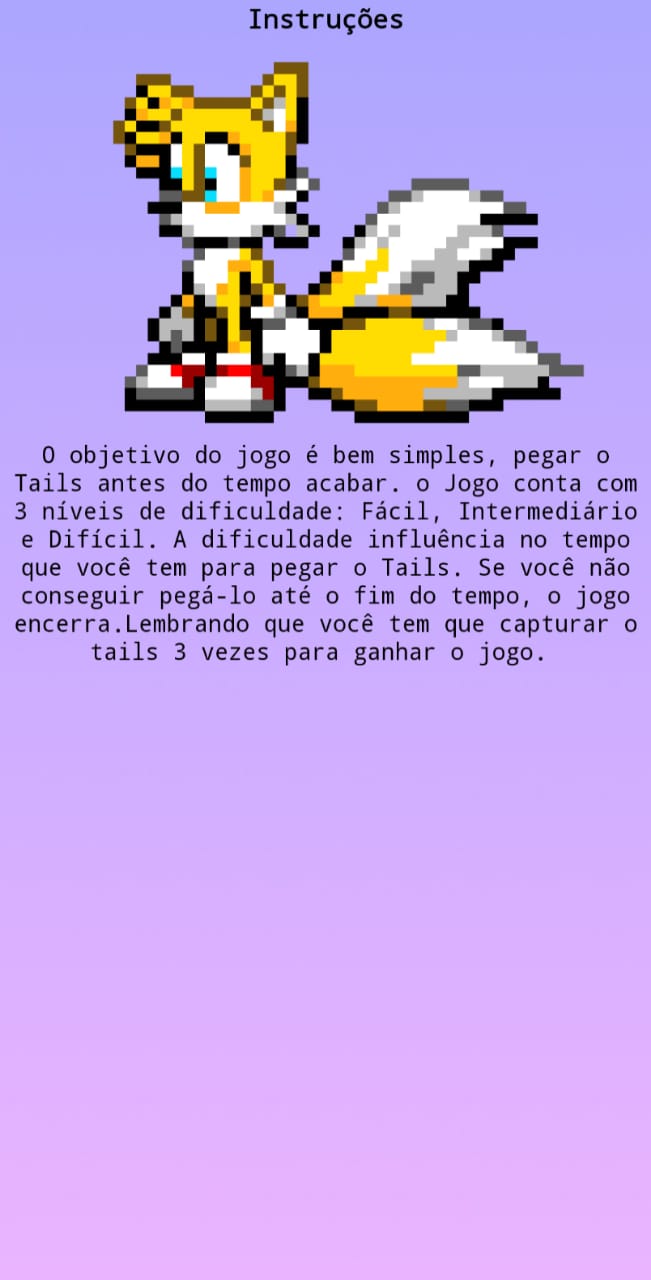 Instruções
O objetivo do jogo é bem simples, pegar o
Tails antes do tempo acabar. o Jogo conta com
3 níveis de dificuldade: Fácil, Intermediário
e Difícil. A dificuldade influência no tempo
que você tem para pegar o Tails. Se você não
conseguir pegá-lo até o fim do tempo, o jogo
encerra.Lembrando que você tem que capturar o
tails 3 vezes para ganhar o jogo.